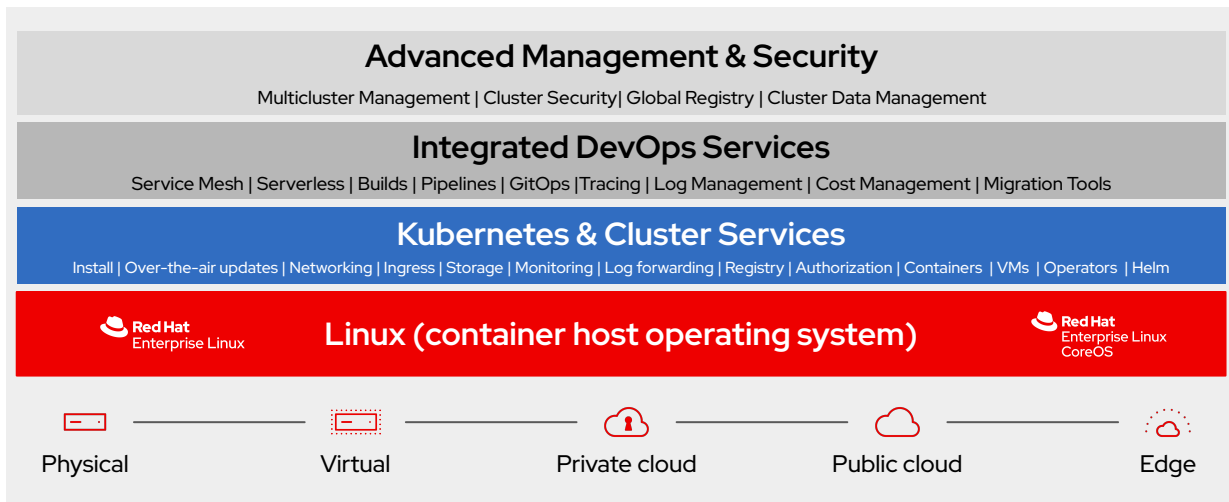 Advanced Management & Security
Multicluster Management | Cluster Security| Global Registry | Cluster Data Management
Integrated DevOps Services
Service Mesh | Serverless | Builds | Pipelines | GitOps |Tracing | Log Management | Cost Management | Migration Tools
Kubernetes & Cluster Services
Install | Over-the-air updates | Networking | Ingress | Storage | Monitoring | Log forwarding | Registry | Authorization | Containers | VMs | Operators | Helm
Red Hat
Enterprise Linux
Linux (container host operating system)
Red Hat
Enterprise Linux
CoreOS
Physical
Virtual
Private cloud
Public cloud
Edge